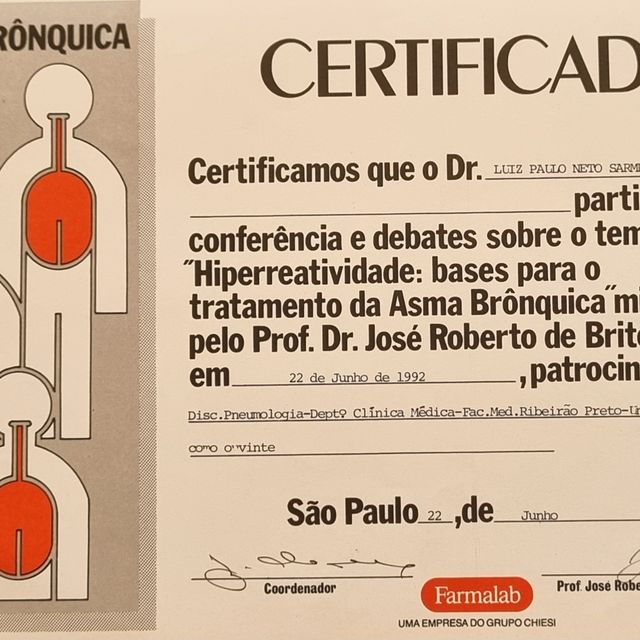 RÔNQUICA
CERTIFICAD
Certificamos que o Dr. LUIZ PAULO NETO SARM
parti
conferência e debates sobre o tem
"Hiperreatividade: bases para o
tratamento da Asma Brônquica" mi
pelo Prof. Dr. José Roberto de Brito
em 22 de Junho de 1992 , patrocin
Disc.Pneumologia-Deptº Clínica Médica-Fac.Med.Ribeirão Preto-Un
como ouvinte
São Paulo 22 ,de Junho
Coordenador
Prof. José Robe
Farmalab
UMA EMPRESA DO GRUPO CHIESI